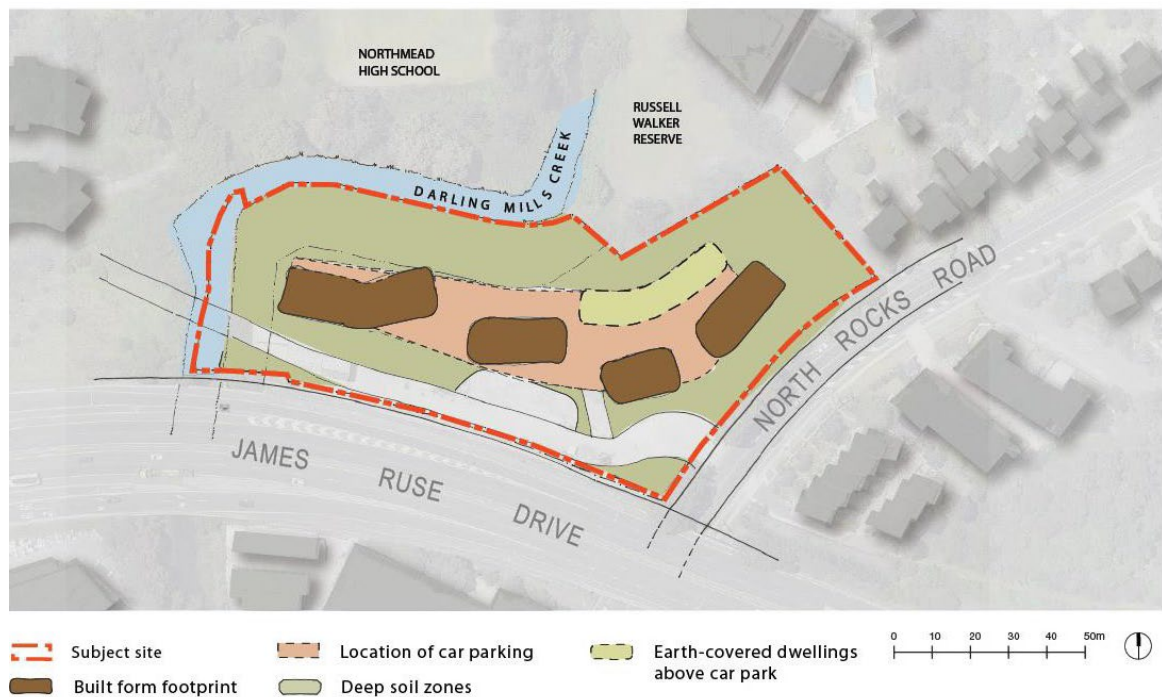 NORTHMEAD
HIGH SCHOOL
RUSSELL
WALKER
RESERVE
DARLING MILLS CREEK
NORTH ROCKS ROAD
JAMES RUSE DRIVE
Subject site
Location of car parking
Earth-covered dwellings
above car park
0 10 20 30 40 50m
Built form footprint
Deep soil zones